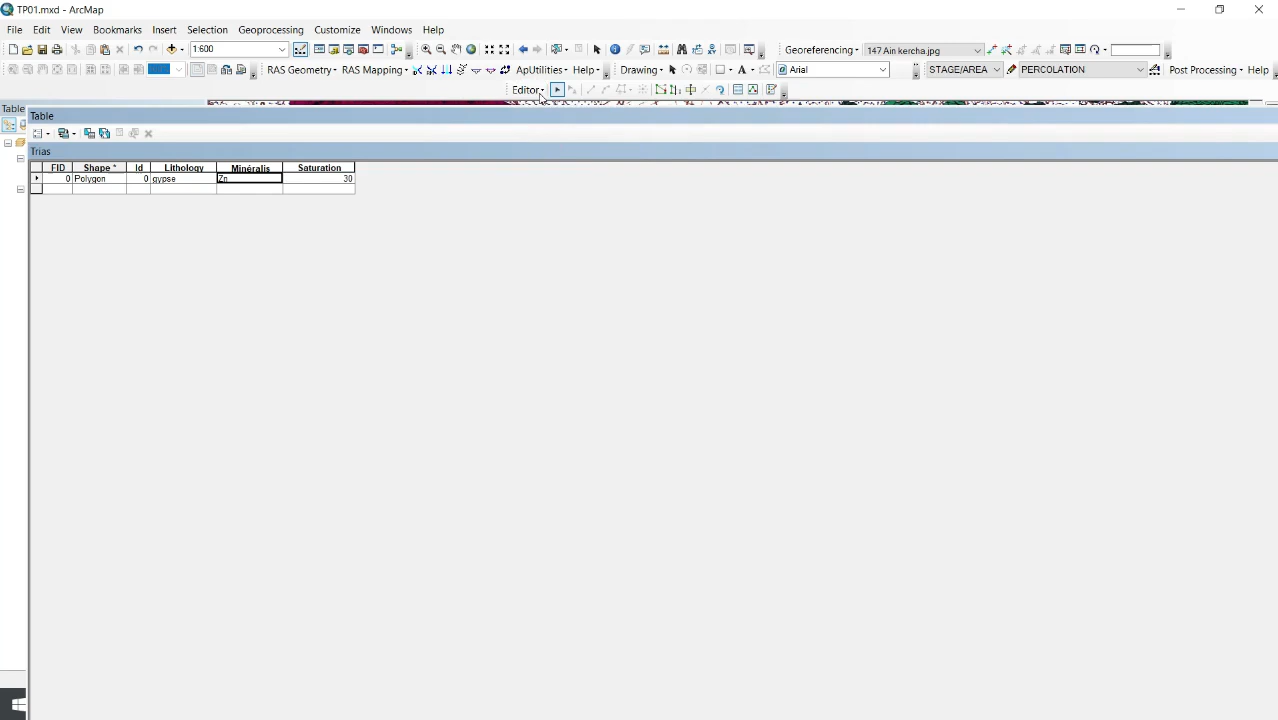 TP01.mxd - ArcMap
File Edit View Bookmarks Insert Selection Geoprocessing Customize Windows Help
1:600 Georeferencing 147 Ain kercha.jpg
RAS Geometry RAS Mapping ApUtilities Help Drawing A Arial STAGE/AREA PERCOLATION Post Processing Help
Editor
Table
Table
Trias
FID Shape * Id Lithology Minéralis Saturation
0 Polygon 0 gypse Zn 30